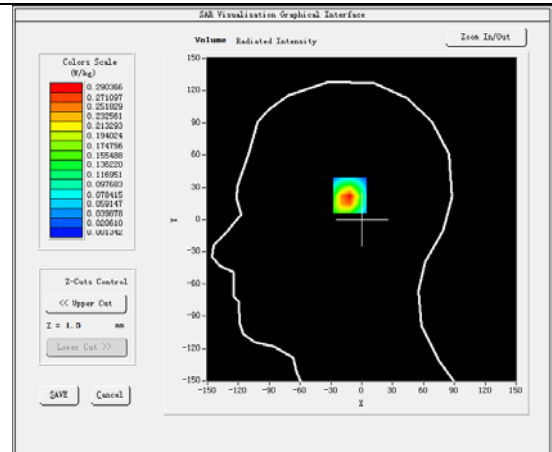 SAR Visualisation Graphical Interface
Volume Radiated Intensity
Zoom In/Out
Colors Scale
(W/kg)
0.290366
0.271097
0.251829
0.232561
0.213293
0.194024
0.174756
0.155488
0.136220
0.116951
0.097683
0.078415
0.059147
0.039878
0.020610
0.001342
Z-Cuts Control
<< Upper Cut
Z = 1.5 mm
Lower Cut >>
SAVE
Cancel
150
120
90
60
30
0
-30
-60
-90
-120
-150
Y
-150 -120 -90 -60 -30 0 30 60 90 120 150
X